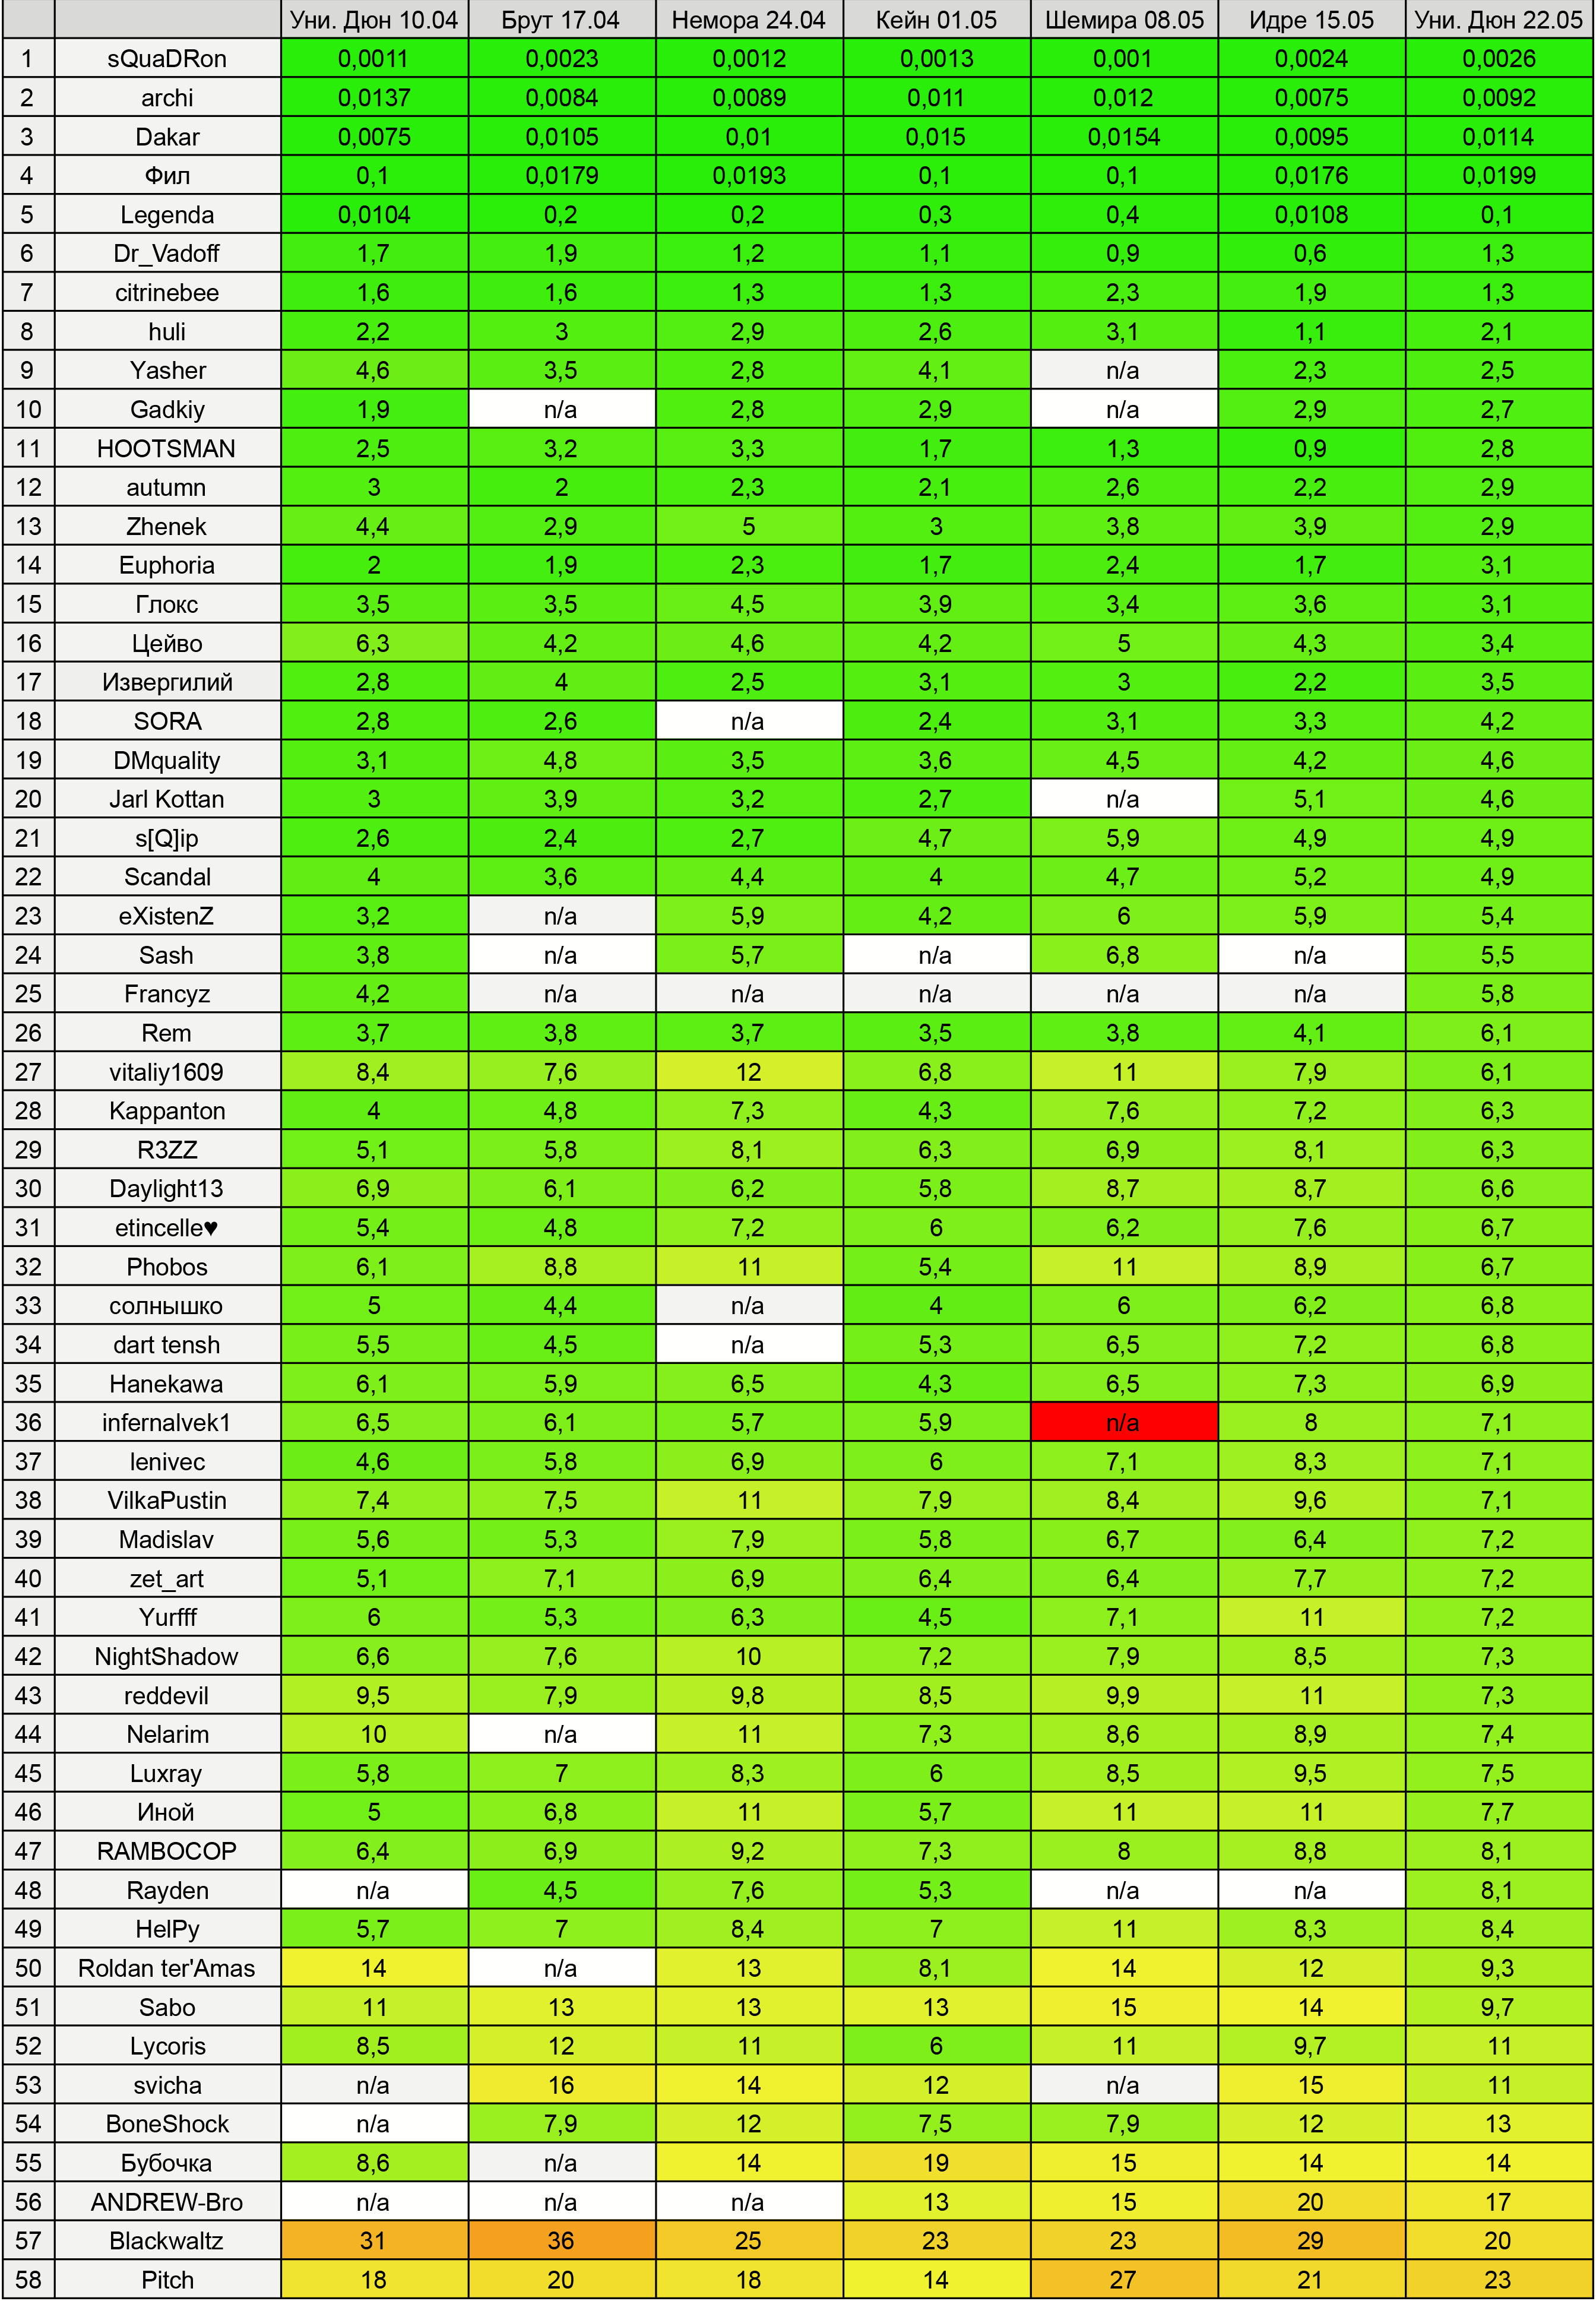 Уни. Дюн 10.04 Брут 17.04 Немора 24.04 Кейн 01.05 Шемира 08.05 Идре 15.05 Уни. Дюн 22.05
1 sQuaDRon 0,0011 0,0023 0,0012 0,0013 0,001 0,0024 0,0026
2 archi 0,0137 0,0084 0,0089 0,011 0,012 0,0075 0,0092
3 Dakar 0,0075 0,0105 0,01 0,015 0,0154 0,0095 0,0114
4 Фил 0,1 0,0179 0,0193 0,1 0,1 0,0176 0,0199
5 Legenda 0,0104 0,2 0,2 0,3 0,4 0,0108 0,1
6 Dr_Vadoff 1,7 1,9 1,2 1,1 0,9 0,6 1,3
7 citrinebee 1,6 1,6 1,3 1,3 2,3 1,9 1,3
8 huli 2,2 3 2,9 2,6 3,1 1,1 2,1
9 Yasher 4,6 3,5 2,8 4,1 n/a 2,3 2,5
10 Gadkiy 1,9 n/a 2,8 2,9 n/a 2,9 2,7
11 HOOTSMAN 2,5 3,2 3,3 1,7 1,3 0,9 2,8
12 autumn 3 2 2,3 2,1 2,6 2,2 2,9
13 Zhenek 4,4 2,9 5 3 3,8 3,9 2,9
14 Euphoria 2 1,9 2,3 1,7 2,4 1,7 3,1
15 Глокс 3,5 3,5 4,5 3,9 3,4 3,6 3,1
16 Цейво 6,3 4,2 4,6 4,2 5 4,3 3,4
17 Извергилий 2,8 4 2,5 3,1 3 2,2 3,5
18 SORA 2,8 2,6 n/a 2,4 3,1 3,3 4,2
19 DMquality 3,1 4,8 3,5 3,6 4,5 4,2 4,6
20 Jarl Kottan 3 3,9 3,2 2,7 n/a 5,1 4,6
21 s[Q]ip 2,6 2,4 2,7 4,7 5,9 4,9 4,9
22 Scandal 4 3,6 4,4 4 4,7 5,2 4,9
23 eXistenZ 3,2 n/a 5,9 4,2 6 5,9 5,4
24 Sash 3,8 n/a 5,7 n/a 6,8 n/a 5,5
25 Francyz 4,2 n/a n/a n/a n/a n/a 5,8
26 Rem 3,7 3,8 3,7 3,5 3,8 4,1 6,1
27 vitaliy1609 8,4 7,6 12 6,8 11 7,9 6,1
28 Kappanton 4 4,8 7,3 4,3 7,6 7,2 6,3
29 R3ZZ 5,1 5,8 8,1 6,3 6,9 8,1 6,3
30 Daylight13 6,9 6,1 6,2 5,8 8,7 8,7 6,6
31 etincelle♥ 5,4 4,8 7,2 6 6,2 7,6 6,7
32 Phobos 6,1 8,8 11 5,4 11 8,9 6,7
33 солнышко 5 4,4 n/a 4 6 6,2 6,8
34 dart tensh 5,5 4,5 n/a 5,3 6,5 7,2 6,8
35 Hanekawa 6,1 5,9 6,5 4,3 6,5 7,3 6,9
36 infernalvek1 6,5 6,1 5,7 5,9 n/a 8 7,1
37 lenivec 4,6 5,8 6,9 6 7,1 8,3 7,1
38 VilkaPustin 7,4 7,5 11 7,9 8,4 9,6 7,1
39 Madislav 5,6 5,3 7,9 5,8 6,7 6,4 7,2
40 zet_art 5,1 7,1 6,9 6,4 6,4 7,7 7,2
41 Yurfff 6 5,3 6,3 4,5 7,1 11 7,2
42 NightShadow 6,6 7,6 10 7,2 7,9 8,5 7,3
43 reddevil 9,5 7,9 9,8 8,5 9,9 11 7,3
44 Nelarim 10 n/a 11 7,3 8,6 8,9 7,4
45 Luxray 5,8 7 8,3 6 8,5 9,5 7,5
46 Иной 5 6,8 11 5,7 11 11 7,7
47 RAMBOCOP 6,4 6,9 9,2 7,3 8 8,8 8,1
48 Rayden n/a 4,5 7,6 5,3 n/a n/a 8,1
49 HelPy 5,7 7 8,4 7 11 8,3 8,4
50 Roldan ter'Amas 14 n/a 13 8,1 14 12 9,3
51 Sabo 11 13 13 13 15 14 9,7
52 Lycoris 8,5 12 11 6 11 9,7 11
53 svicha n/a 16 14 12 n/a 15 11
54 BoneShock n/a 7,9 12 7,5 7,9 12 13
55 Бубочка 8,6 n/a 14 19 15 14 14
56 ANDREW-Bro n/a n/a n/a 13 15 20 17
57 Blackwaltz 31 36 25 23 23 29 20
58 Pitch 18 20 18 14 27 21 23